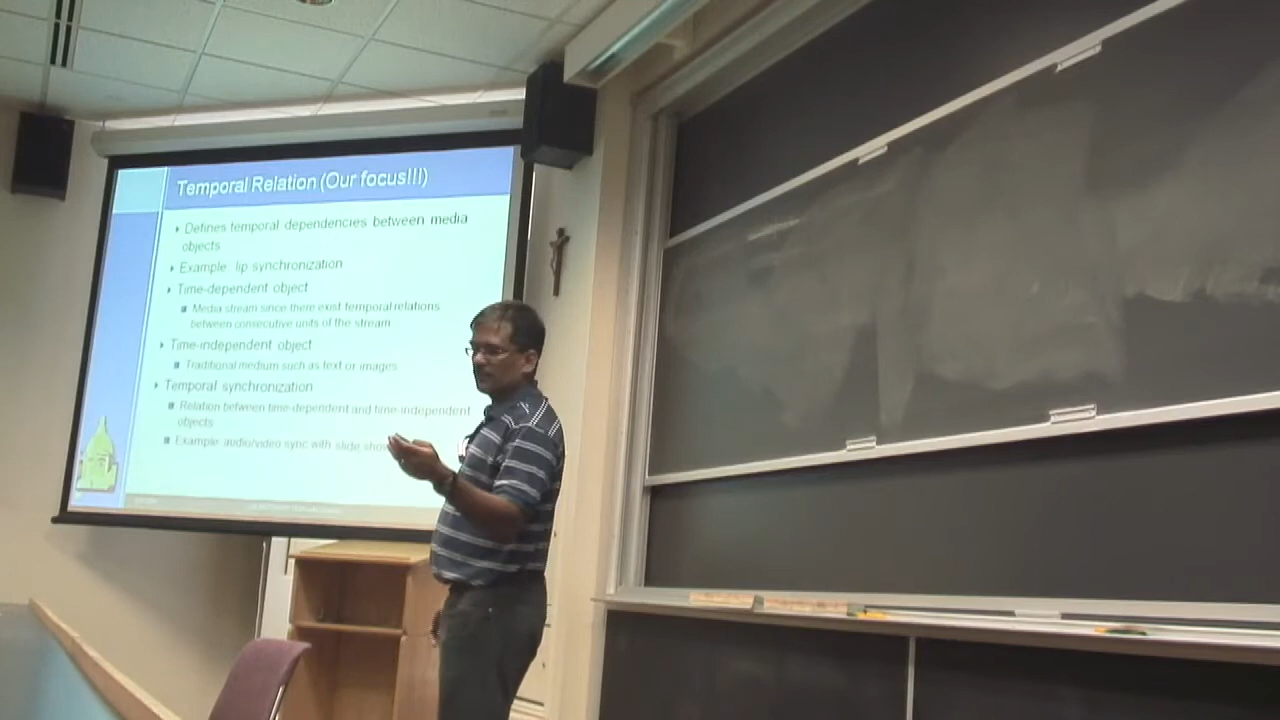 Temporal Relation (Our focus!!!)
Defines temporal dependencies between media
objects
Example lip synchronization
Time-dependent object
Media stream since there exist temporal relations
between consecutive units of the stream
Time-independent object
Traditional medium such as text or images
Temporal synchronization
Relation between time-dependent and time-independent
objects
Example audio/video sync with slide